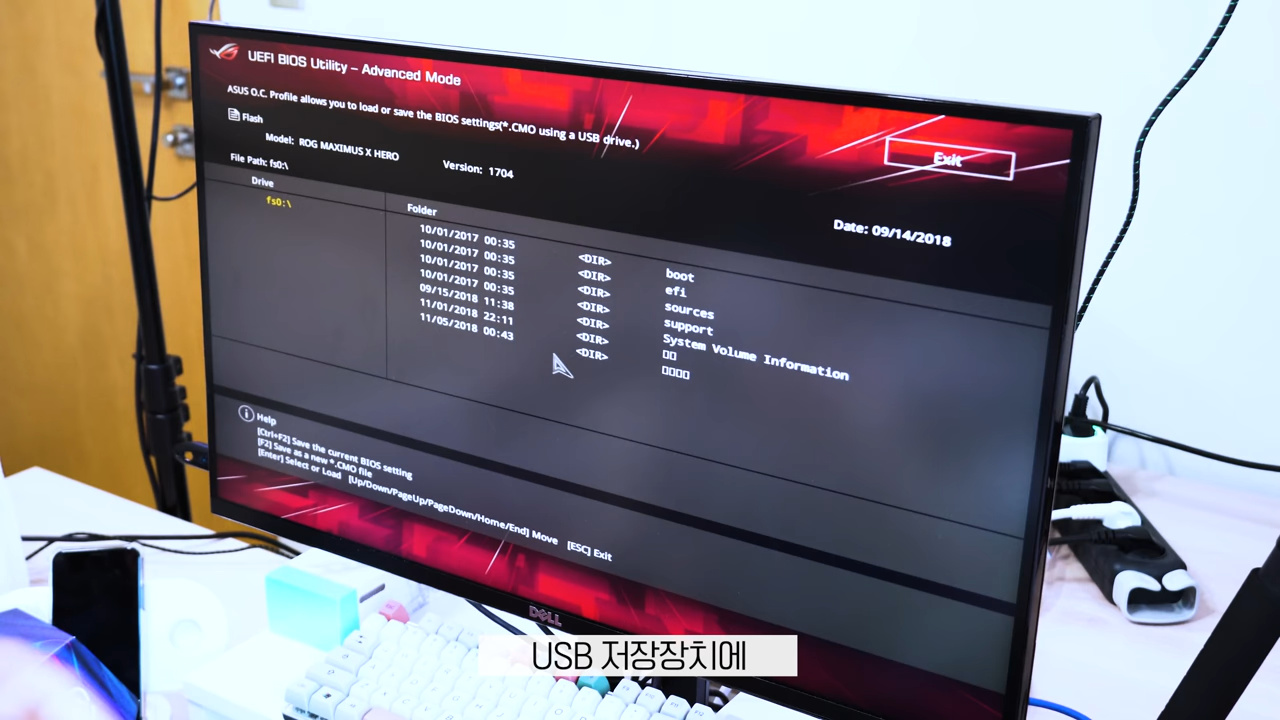 UEFI BIOS Utility – Advanced Mode
ASUS O.C. Profile allows you to load or save the BIOS settings(*.CMO using a USB drive.)
Flash
Model: ROG MAXIMUS X HERO
Version: 1704
Exit
Date: 09/14/2018
File Path: fs0:\
Drive
fs0:\
Folder
10/01/2017 00:35 <DIR> boot
10/01/2017 00:35 <DIR> efi
10/01/2017 00:35 <DIR> sources
10/01/2017 00:35 <DIR> support
09/15/2018 11:38 <DIR> System Volume Information
11/01/2018 22:11 <DIR> □□
11/05/2018 00:43 <DIR> □□□□
Help
[Ctrl+F2] Save the current BIOS setting
[F2] Save as a new *.CMO file
[Enter] Select or Load [Up/Down/PageUp/PageDown/Home/End] Move [ESC] Exit
DELL
USB 저장장치에